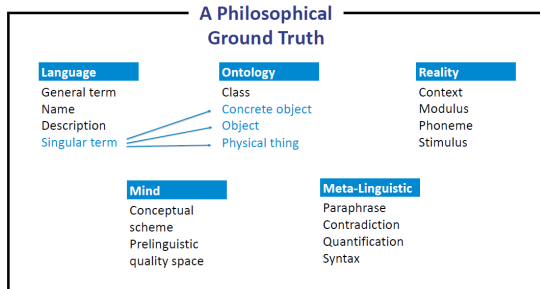 A Philosophical
Ground Truth
Language
General term
Name
Description
Singular term
Ontology
Class
Concrete object
Object
Physical thing
Reality
Context
Modulus
Phoneme
Stimulus
Mind
Conceptual
scheme
Prelinguistic
quality space
Meta-Linguistic
Paraphrase
Contradiction
Quantification
Syntax